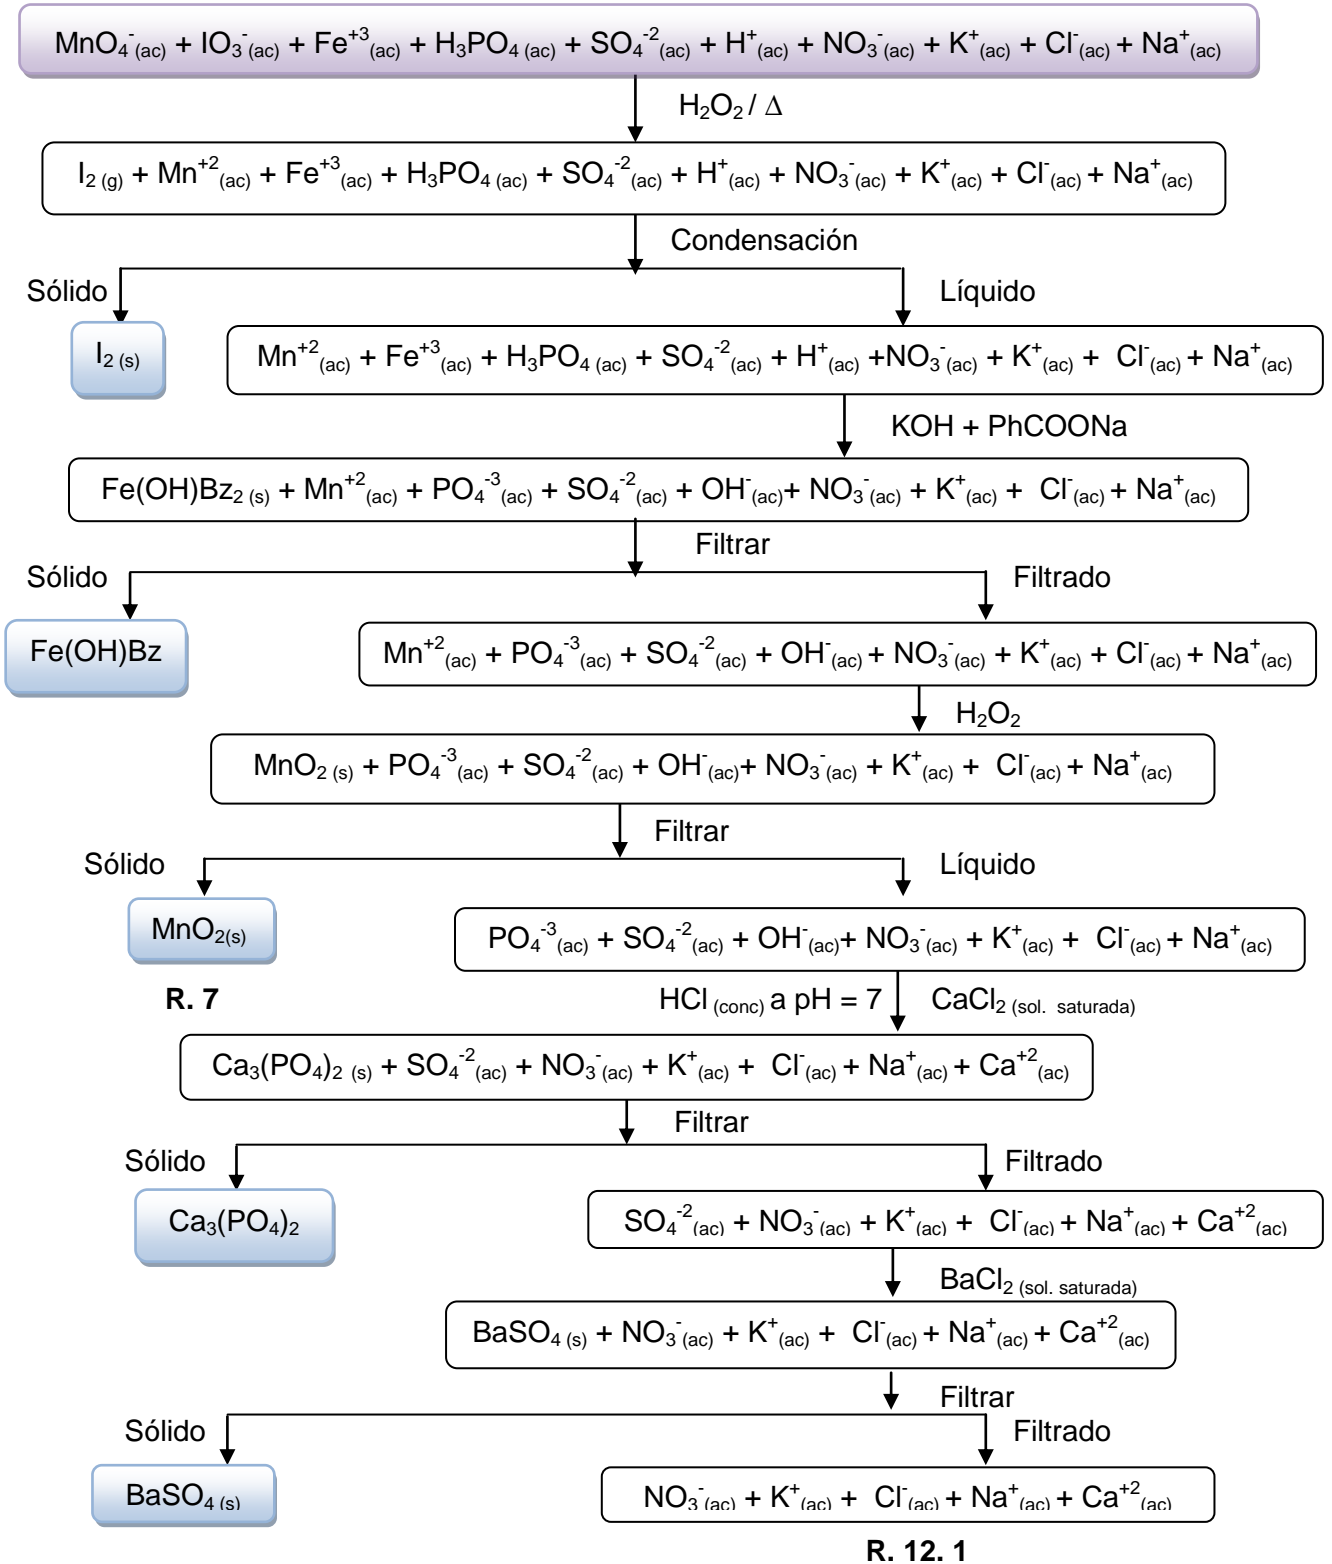 MnO₄⁻(ac) + IO₃⁻(ac) + Fe⁺³(ac) + H₃PO₄ (ac) + SO₄⁻²(ac) + H⁺(ac) + NO₃⁻(ac) + K⁺(ac) + Cl⁻(ac) + Na⁺(ac)
H₂O₂ / Δ
I₂ (g) + Mn⁺²(ac) + Fe⁺³(ac) + H₃PO₄ (ac) + SO₄⁻²(ac) + H⁺(ac) + NO₃⁻(ac) + K⁺(ac) + Cl⁻(ac) + Na⁺(ac)
Condensación
Sólido
Líquido
I₂ (s)
Mn⁺²(ac) + Fe⁺³(ac) + H₃PO₄ (ac) + SO₄⁻²(ac) + H⁺(ac) +NO₃⁻(ac) + K⁺(ac) + Cl⁻(ac) + Na⁺(ac)
KOH + PhCOONa
Fe(OH)Bz₂ (s) + Mn⁺²(ac) + PO₄⁻³(ac) + SO₄⁻²(ac) + OH⁻(ac)+ NO₃⁻(ac) + K⁺(ac) + Cl⁻(ac) + Na⁺(ac)
Filtrar
Sólido
Filtrado
Fe(OH)Bz
Mn⁺²(ac) + PO₄⁻³(ac) + SO₄⁻²(ac) + OH⁻(ac) + NO₃⁻(ac) + K⁺(ac) + Cl⁻(ac) + Na⁺(ac)
H₂O₂
MnO₂ (s) + PO₄⁻³(ac) + SO₄⁻²(ac) + OH⁻(ac)+ NO₃⁻(ac) + K⁺(ac) + Cl⁻(ac) + Na⁺(ac)
Filtrar
Sólido
Líquido
MnO₂(s)
PO₄⁻³(ac) + SO₄⁻²(ac) + OH⁻(ac)+ NO₃⁻(ac) + K⁺(ac) + Cl⁻(ac) + Na⁺(ac)
R. 7
HCl (conc) a pH = 7
CaCl₂ (sol. saturada)
Ca₃(PO₄)₂ (s) + SO₄⁻²(ac) + NO₃⁻(ac) + K⁺(ac) + Cl⁻(ac) + Na⁺(ac) + Ca⁺²(ac)
Filtrar
Sólido
Filtrado
Ca₃(PO₄)₂
SO₄⁻²(ac) + NO₃⁻(ac) + K⁺(ac) + Cl⁻(ac) + Na⁺(ac) + Ca⁺²(ac)
BaCl₂ (sol. saturada)
BaSO₄ (s) + NO₃⁻(ac) + K⁺(ac) + Cl⁻(ac) + Na⁺(ac) + Ca⁺²(ac)
Filtrar
Sólido
Filtrado
BaSO₄ (s)
NO₃⁻(ac) + K⁺(ac) + Cl⁻(ac) + Na⁺(ac) + Ca⁺²(ac)
R. 12. 1